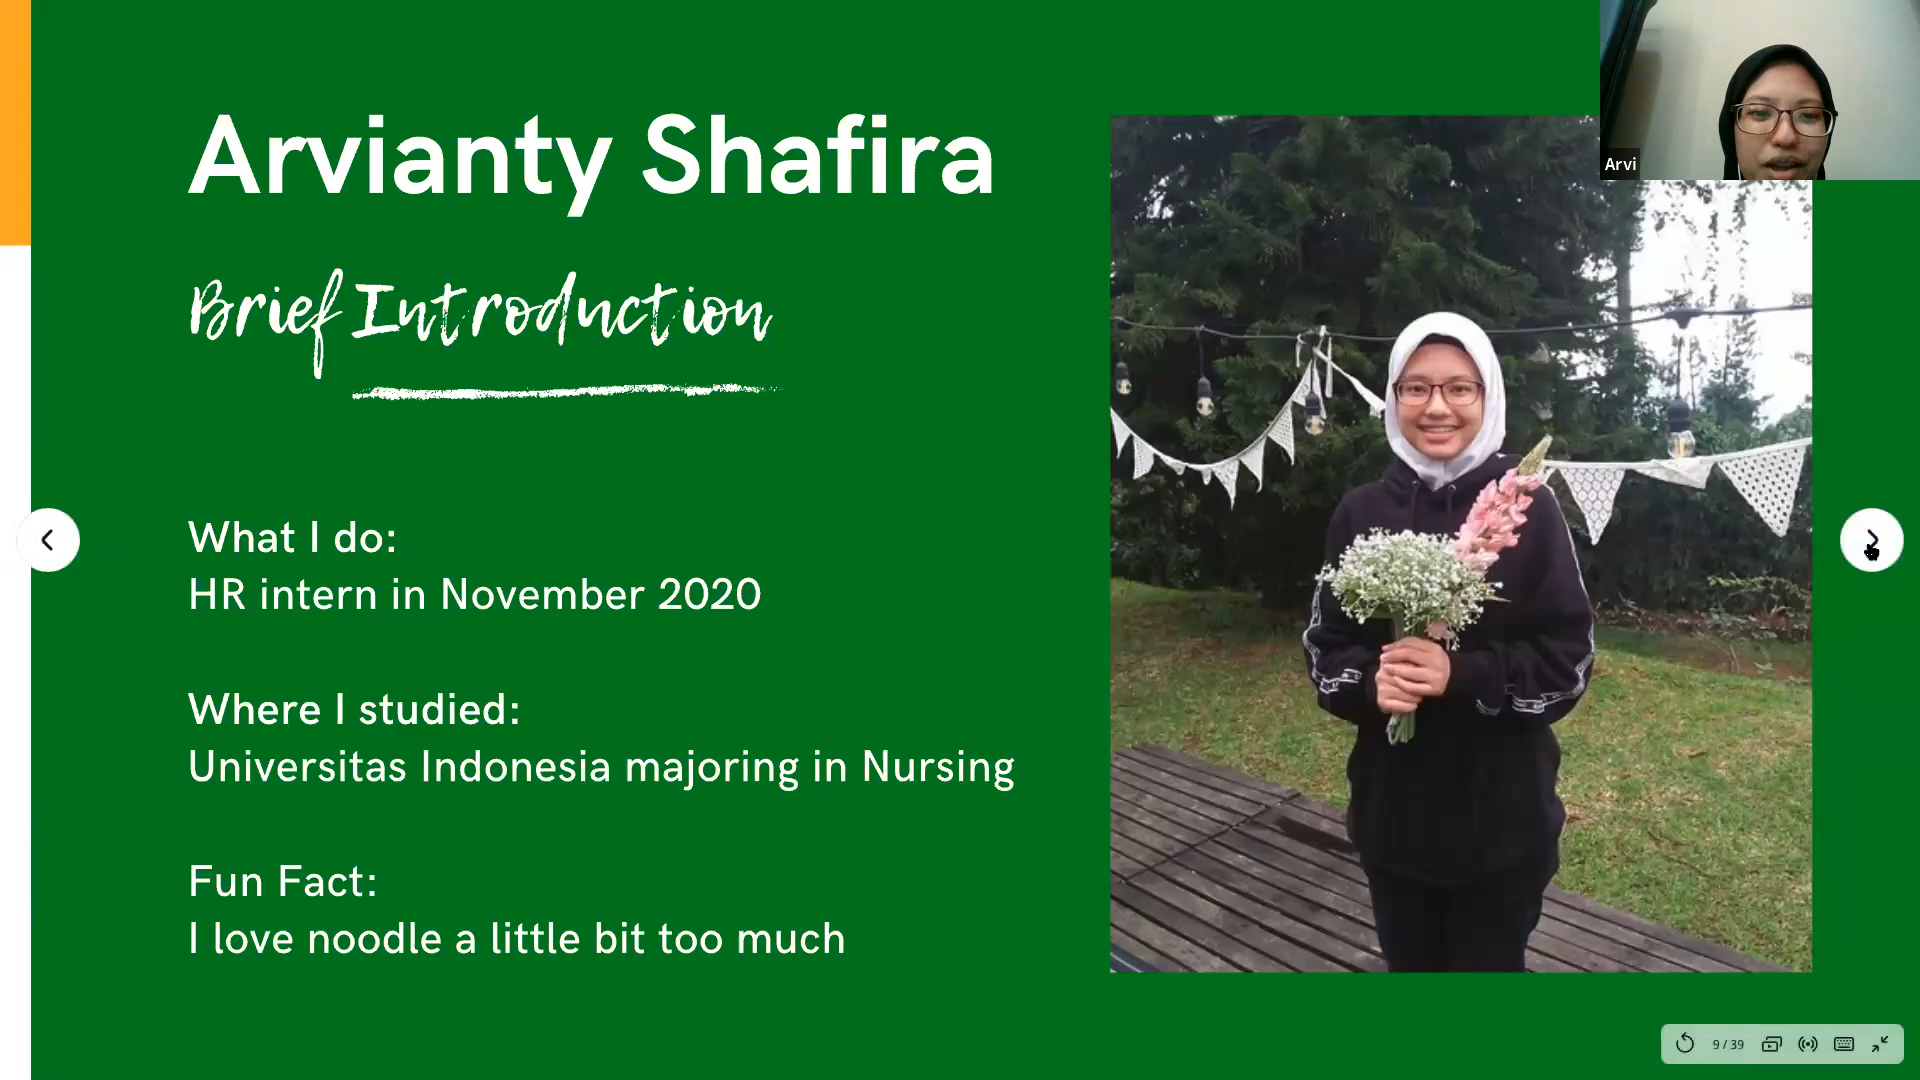 Arvianty Shafira
Brief Introduction
What I do:
HR intern in November 2020
Where I studied:
Universitas Indonesia majoring in Nursing
Fun Fact:
I love noodle a little bit too much
Arvi
9 / 39